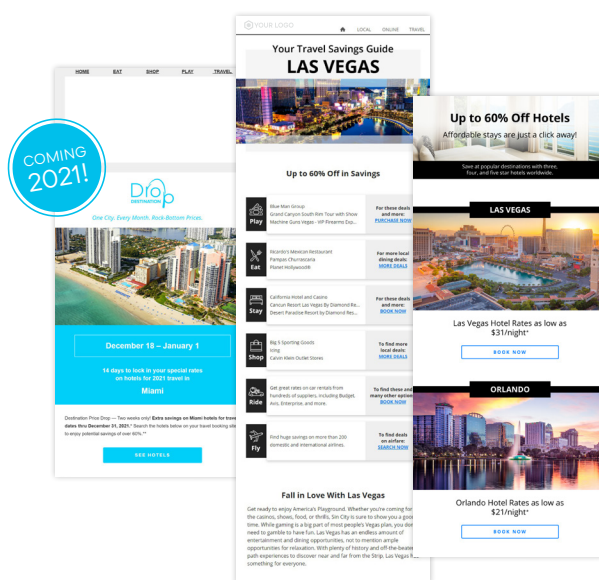 HOME EAT SHOP PLAY TRAVEL
COMING
2021!
Drop
DESTINATION
One City, Every Month. Rock-Bottom Prices.
December 18 – January 1
14 days to lock in your special rates
on hotels for 2021 travel in
Miami
Destination Price Drop — Two weeks only! Extra savings on Miami hotels for trave
dates thru December 31, 2021.* Search the hotels below on your travel booking site
to enjoy potential savings of over 60%.**
SEE HOTELS
YOUR LOGO
LOCAL ONLINE TRAVEL
Your Travel Savings Guide
LAS VEGAS
Up to 60% Off in Savings
Play
Blue Man Group
Grand Canyon South Rim Tour with Show
Machine Guns Vegas - VIP Firearms Exp...
For these deals
and more:
PURCHASE NOW
Eat
Ricardo's Mexican Restaurant
Pampas Churrascaria
Planet Hollywood®
For more local
dining deals:
MORE DEALS
Stay
California Hotel and Casino
Cancun Resort Las Vegas By Diamond Re...
Desert Paradise Resort by Diamond Res...
For these deals
and more:
BOOK NOW
Shop
Big 5 Sporting Goods
Calvin Klein Outlet Stores
To find more
local deals:
MORE DEALS
Ride
Get great rates on car rentals from
hundreds of suppliers, including Budget,
Avis, Enterprise, and more.
To find these and
many other option
BOOK NOW
Fly
Find huge savings on more than 200
domestic and international airlines.
To find deals
on airfare:
SEARCH NOW
Fall in Love With Las Vegas
Get ready to enjoy America's Playground. Whether you're coming for
the casinos, shows, food, or thrills, Sin City is sure to show you a good
time. While gaming is a big part of most people's Vegas plan, you don
need to gamble to have fun. Las Vegas has an endless amount of
entertainment and dining opportunities, not to mention ample
opportunities for relaxation. With plenty of history and off-the-beate
path experiences to discover near and far from the Strip, Las Vegas h
something for everyone.
Up to 60% Off Hotels
Affordable stays are just a click away!
Save at popular destinations with three,
four, and five star hotels worldwide.
LAS VEGAS
Las Vegas Hotel Rates as low as
$31/night*
BOOK NOW
ORLANDO
Orlando Hotel Rates as low as
$21/night*
BOOK NOW